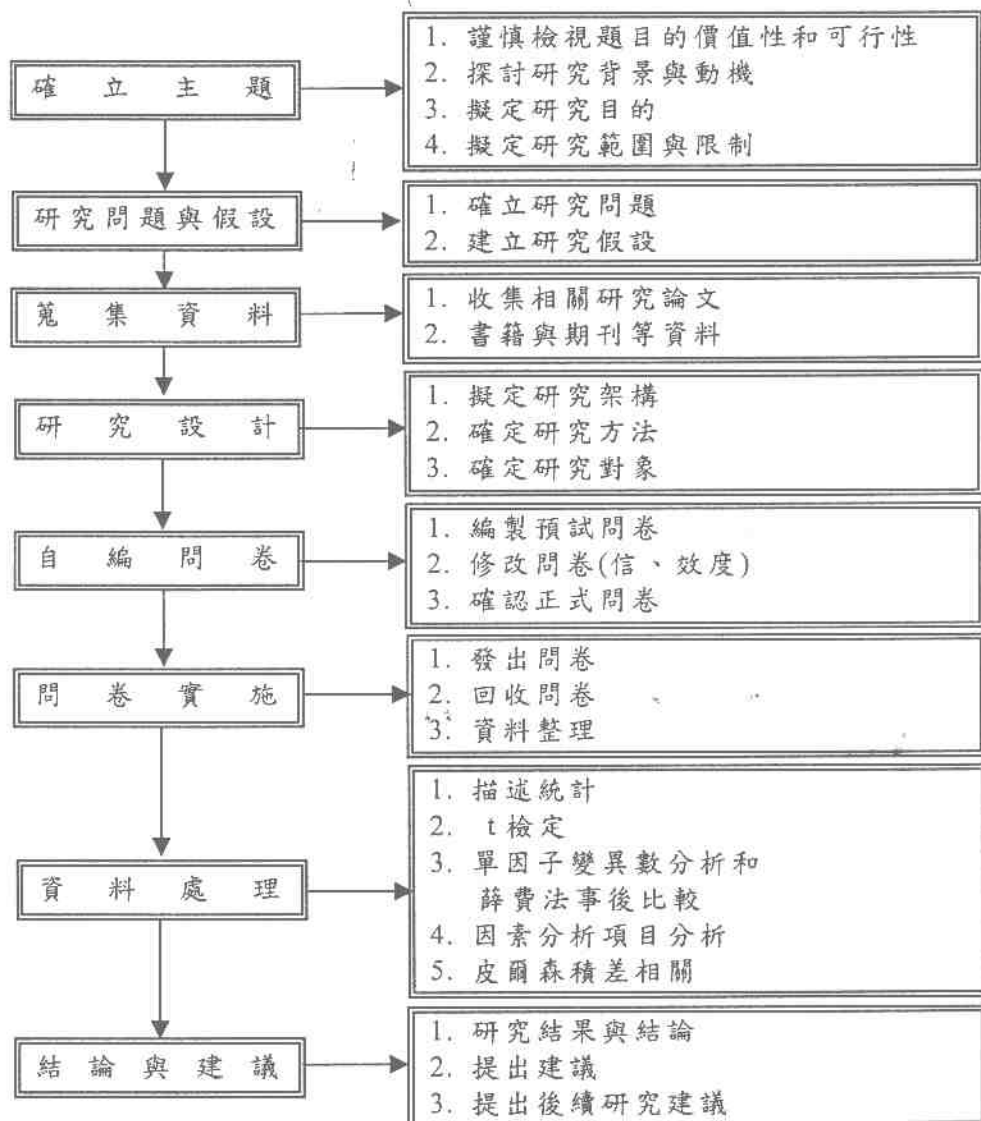 確立主題
1. 謹慎檢視題目的價值性和可行性
2. 探討研究背景與動機
3. 擬定研究目的
4. 擬定研究範圍與限制
研究問題與假設
1. 確立研究問題
2. 建立研究假設
蒐集資料
1. 收集相關研究論文
2. 書籍與期刊等資料
研究設計
1. 擬定研究架構
2. 確定研究方法
3. 確定研究對象
自編問卷
1. 編製預試問卷
2. 修改問卷(信、效度)
3. 確認正式問卷
問卷實施
1. 發出問卷
2. 回收問卷
3. 資料整理
資料處理
1. 描述統計
2. t檢定
3. 單因子變異數分析和
薛費法事後比較
4. 因素分析項目分析
5. 皮爾森積差相關
結論與建議
1. 研究結果與結論
2. 提出建議
3. 提出後續研究建議